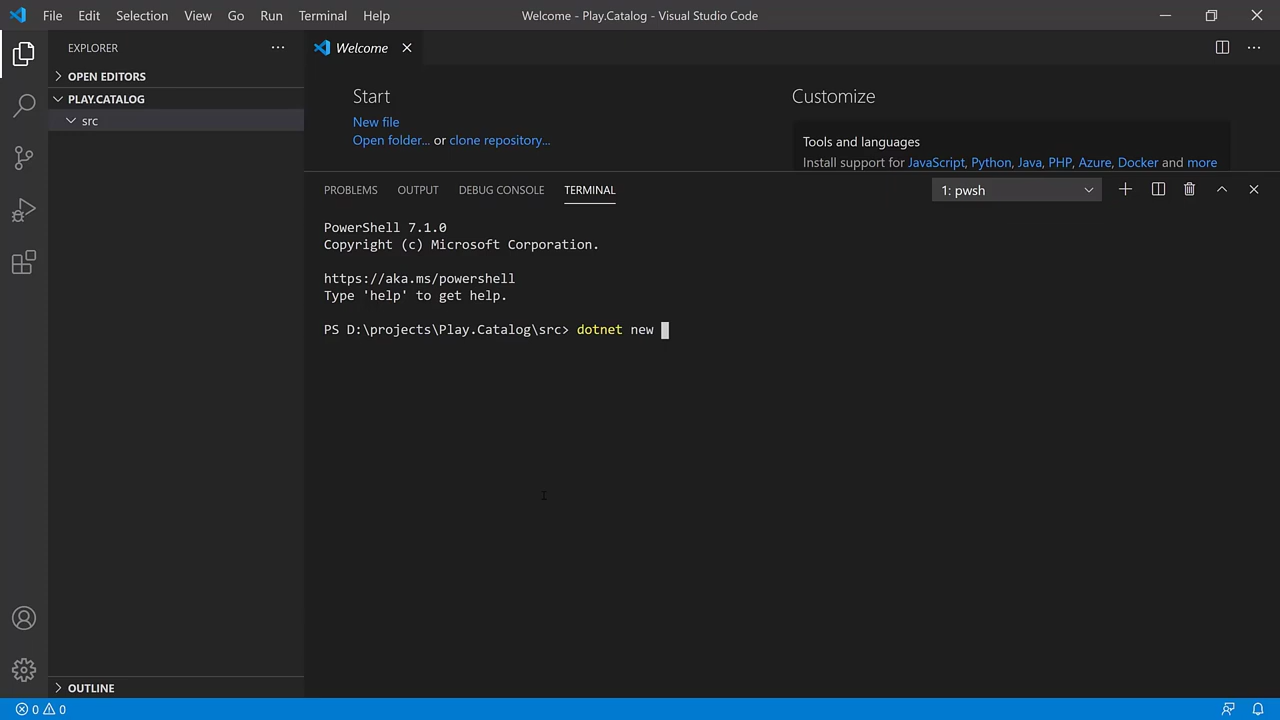 File Edit Selection View Go Run Terminal Help
Welcome - Play.Catalog - Visual Studio Code
EXPLORER
OPEN EDITORS
PLAY.CATALOG
src
OUTLINE
Welcome
Start
New file
Open folder... or clone repository...
Customize
Tools and languages
Install support for JavaScript, Python, Java, PHP, Azure, Docker and more
PROBLEMS OUTPUT DEBUG CONSOLE TERMINAL
1: pwsh
PowerShell 7.1.0
Copyright (c) Microsoft Corporation.
https://aka.ms/powershell
Type 'help' to get help.
PS D:\projects\Play.Catalog\src> dotnet new
0 0